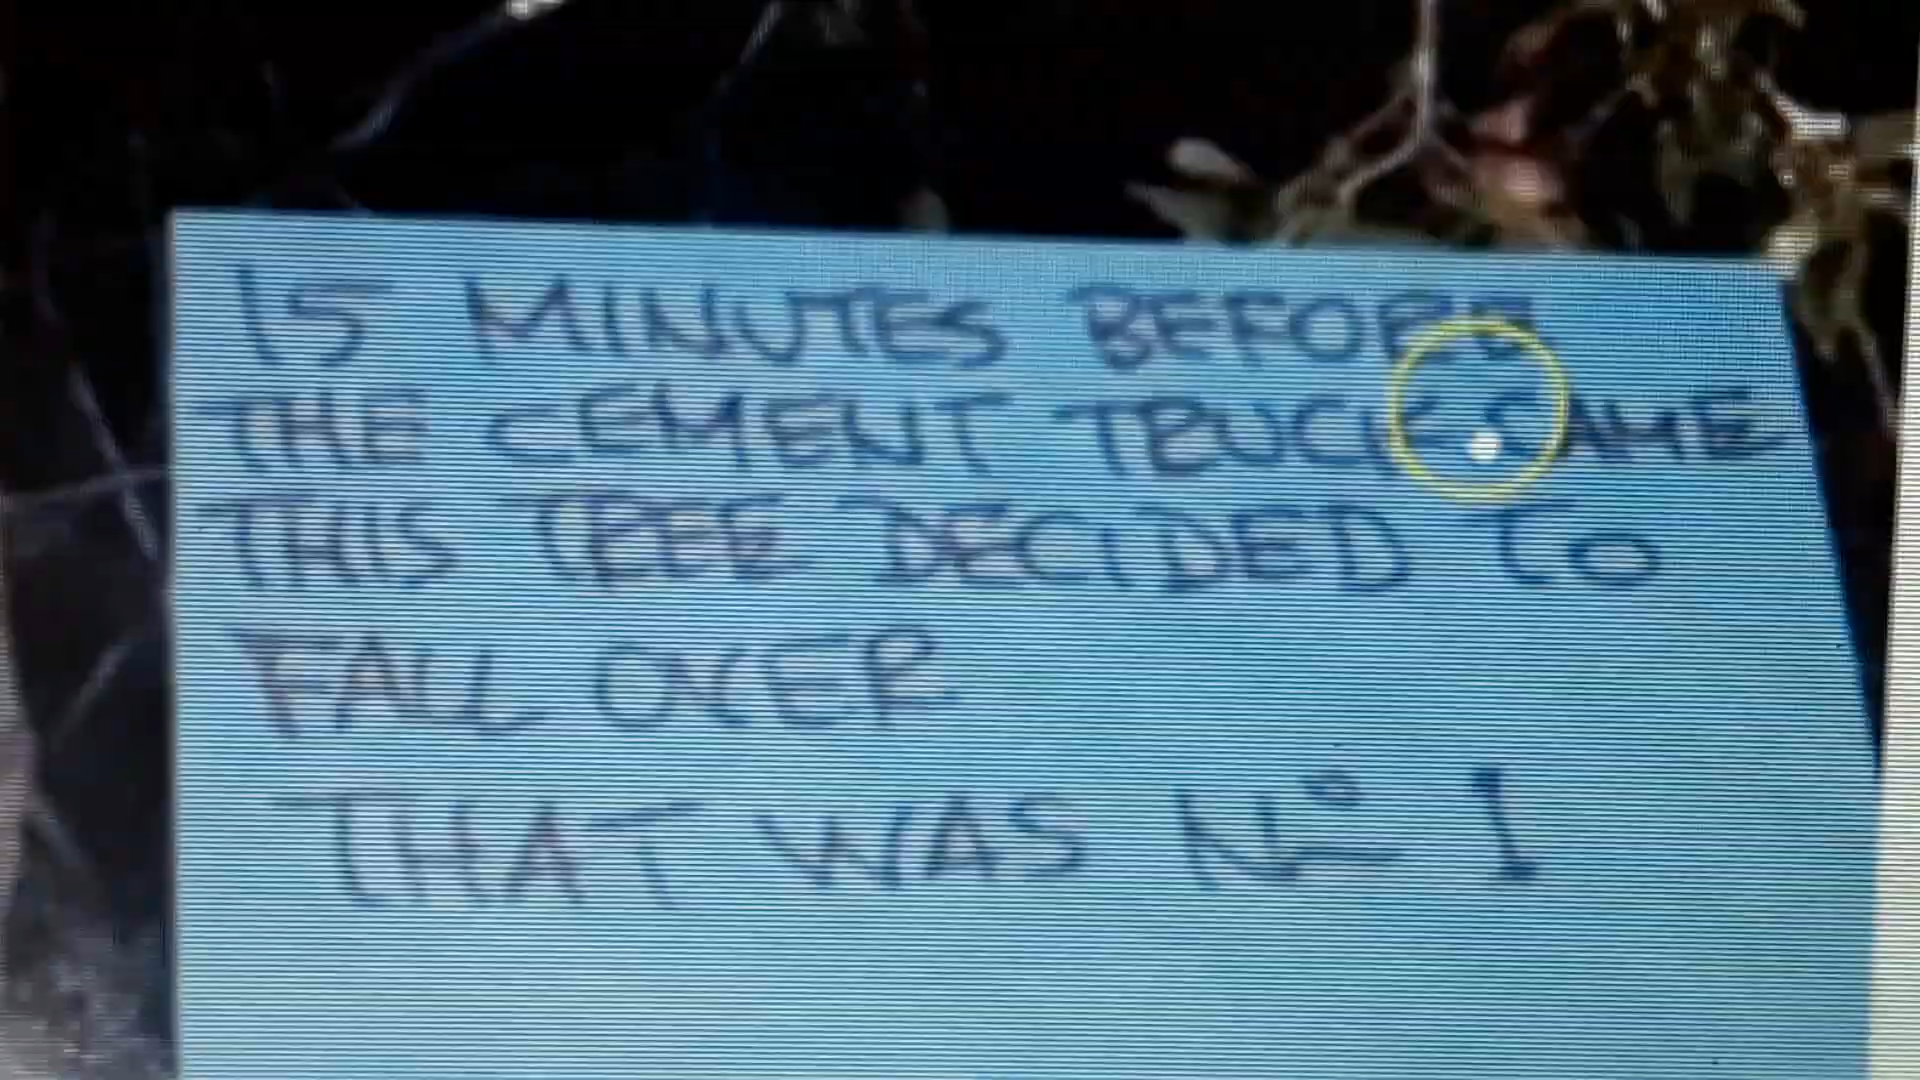 15 MINUTES BEFORE
THE CEMENT TRUCK CAME
THIS TREE DECIDED TO
FALL OVER
THAT WAS Nº 1